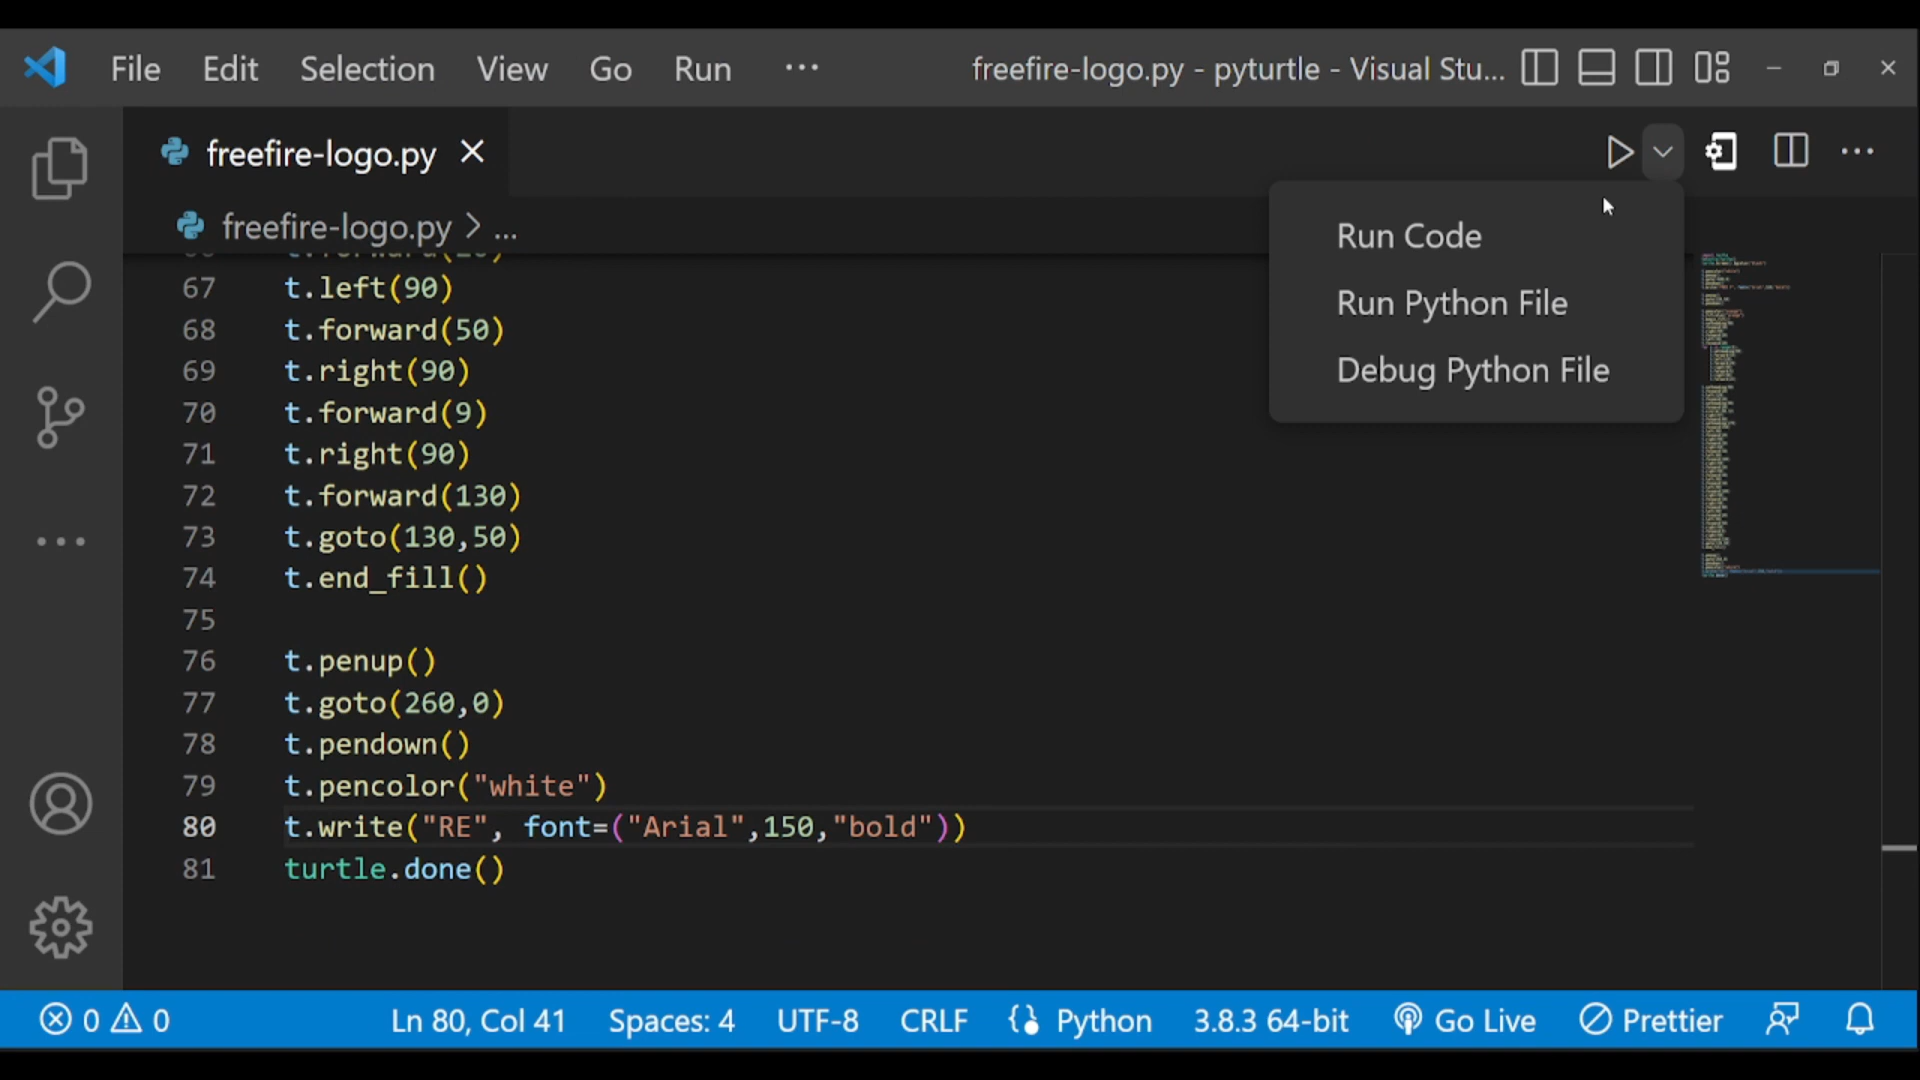 File Edit Selection View Go Run ... freefire-logo.py - pyturtle - Visual Stu...
freefire-logo.py
freefire-logo.py > ...
Run Code
Run Python File
Debug Python File
67 t.left(90)
68 t.forward(50)
69 t.right(90)
70 t.forward(9)
71 t.right(90)
72 t.forward(130)
73 t.goto(130,50)
74 t.end_fill()
75
76 t.penup()
77 t.goto(260,0)
78 t.pendown()
79 t.pencolor("white")
80 t.write("RE", font=("Arial",150,"bold"))
81 turtle.done()
0 0 Ln 80, Col 41 Spaces: 4 UTF-8 CRLF Python 3.8.3 64-bit Go Live Prettier